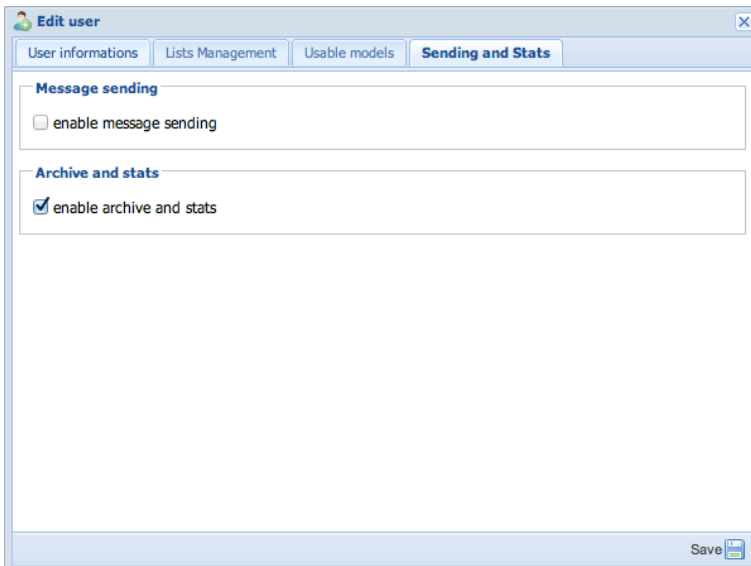 Edit user
User informations Lists Management Usable models Sending and Stats
Message sending
enable message sending
Archive and stats
enable archive and stats
Save